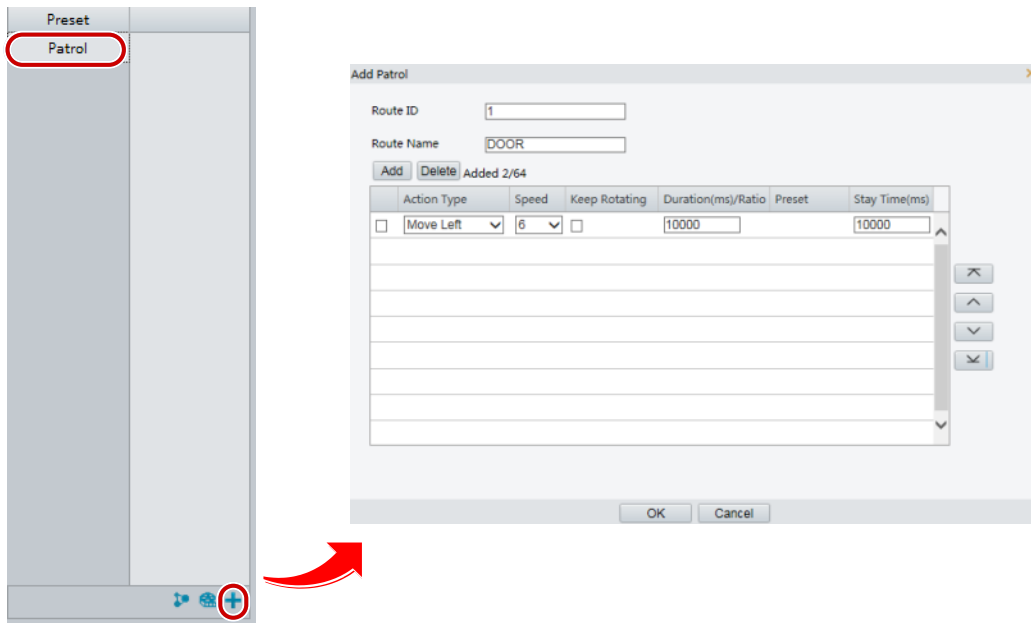 Preset
Patrol
Add Patrol
Route ID 1
Route Name DOOR
Add Delete Added 2/64
Action Type Speed Keep Rotating Duration(ms)/Ratio Preset Stay Time(ms)
Move Left 6 10000 10000
OK Cancel